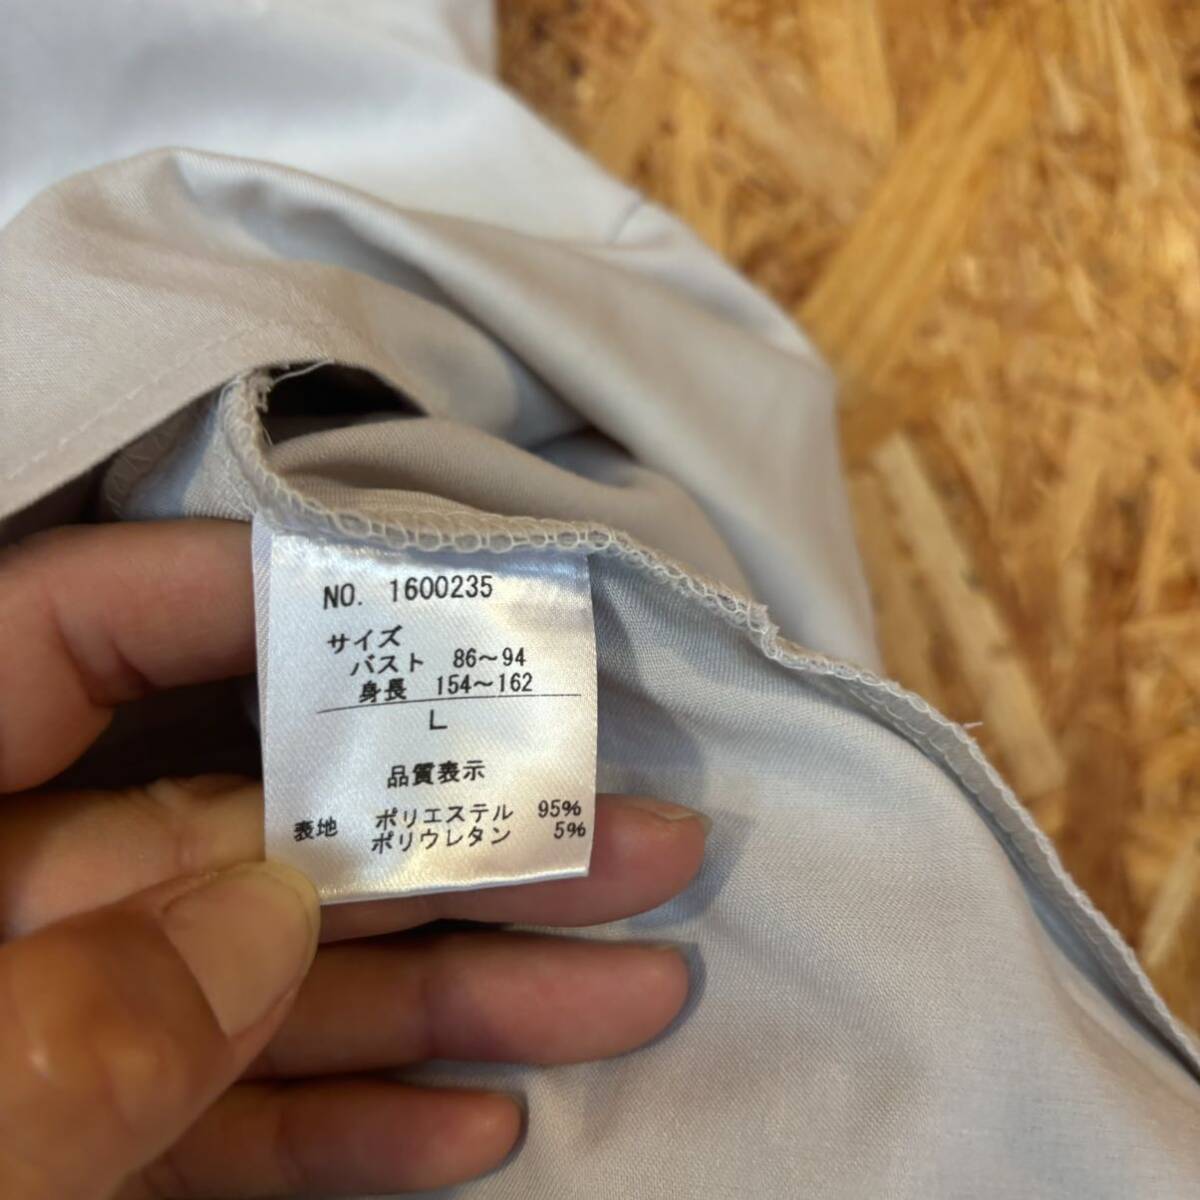 NO. 1600235
サイズ
バスト 86～94
身長 154～162
L
品質表示
表地 ポリエステル 95%
ポリウレタン 5%